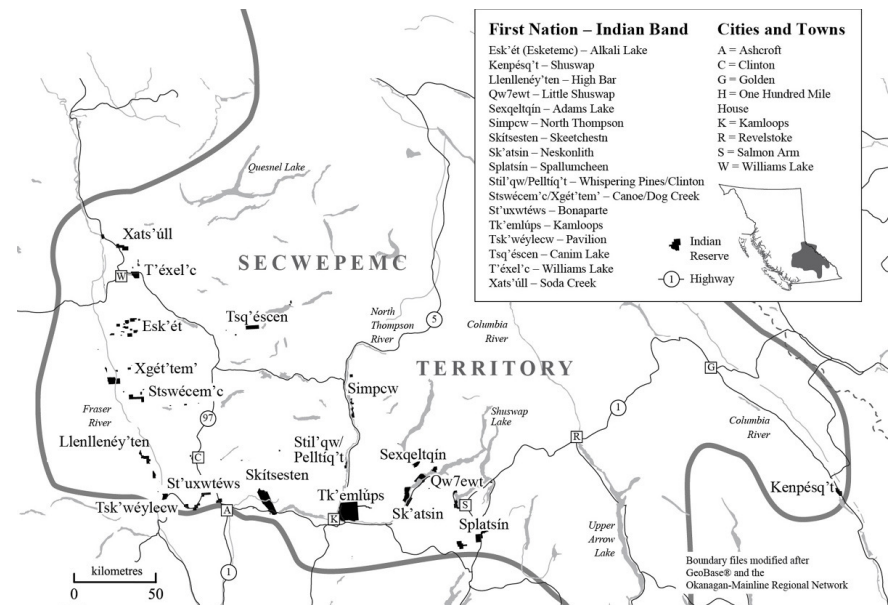 First Nation – Indian Band
Esk'ét (Esketemc) – Alkali Lake
Kenpésq't – Shuswap
Llenllenéy'ten – High Bar
Qw7ewt – Little Shuswap
Sexqeltqín – Adams Lake
Simpcw – North Thompson
Skítsesten – Skeetchestn
Sk'atsin – Neskonlith
Splatsín – Spallumcheen
Stil'qw/Pelltíq't – Whispering Pines/Clinton
Stswécem'c/Xgét'tem' – Canoe/Dog Creek
St'uxwtéws – Bonaparte
Tk'emlúps – Kamloops
Tsk'wéylecw – Pavilion
Tsq'éscen – Canim Lake
T'éxel'c – Williams Lake
Xats'úll – Soda Creek
Cities and Towns
A = Ashcroft
C = Clinton
G = Golden
H = One Hundred Mile
House
K = Kamloops
R = Revelstoke
S = Salmon Arm
W = Williams Lake
Indian
Reserve
1 Highway
Quesnel Lake
Xats'úll
SECWEPEMC
T'éxel'c
W
Esk'ét
Tsq'éscen
North
Thompson
River
5
Columbia
River
TERRITORY
Xgét'tem'
Stswécem'c
Simpcw
G
1
Fraser
River
97
Shuswap
Lake
Columbia
River
Llenllenéy'ten
Stil'qw/
Pelltíq't
R
C
Sexqeltqín
Skítsesten
Qw7ewt
St'uxwtéws
Tk'emlúps
Kenpésq't
Tsk'wéylecw
A
K
Sk'atsin
S
Splatsín
Upper
Arrow
Lake
1
kilometres
0 50
Boundary files modified after
GeoBase® and the
Okanagan-Mainline Regional Network